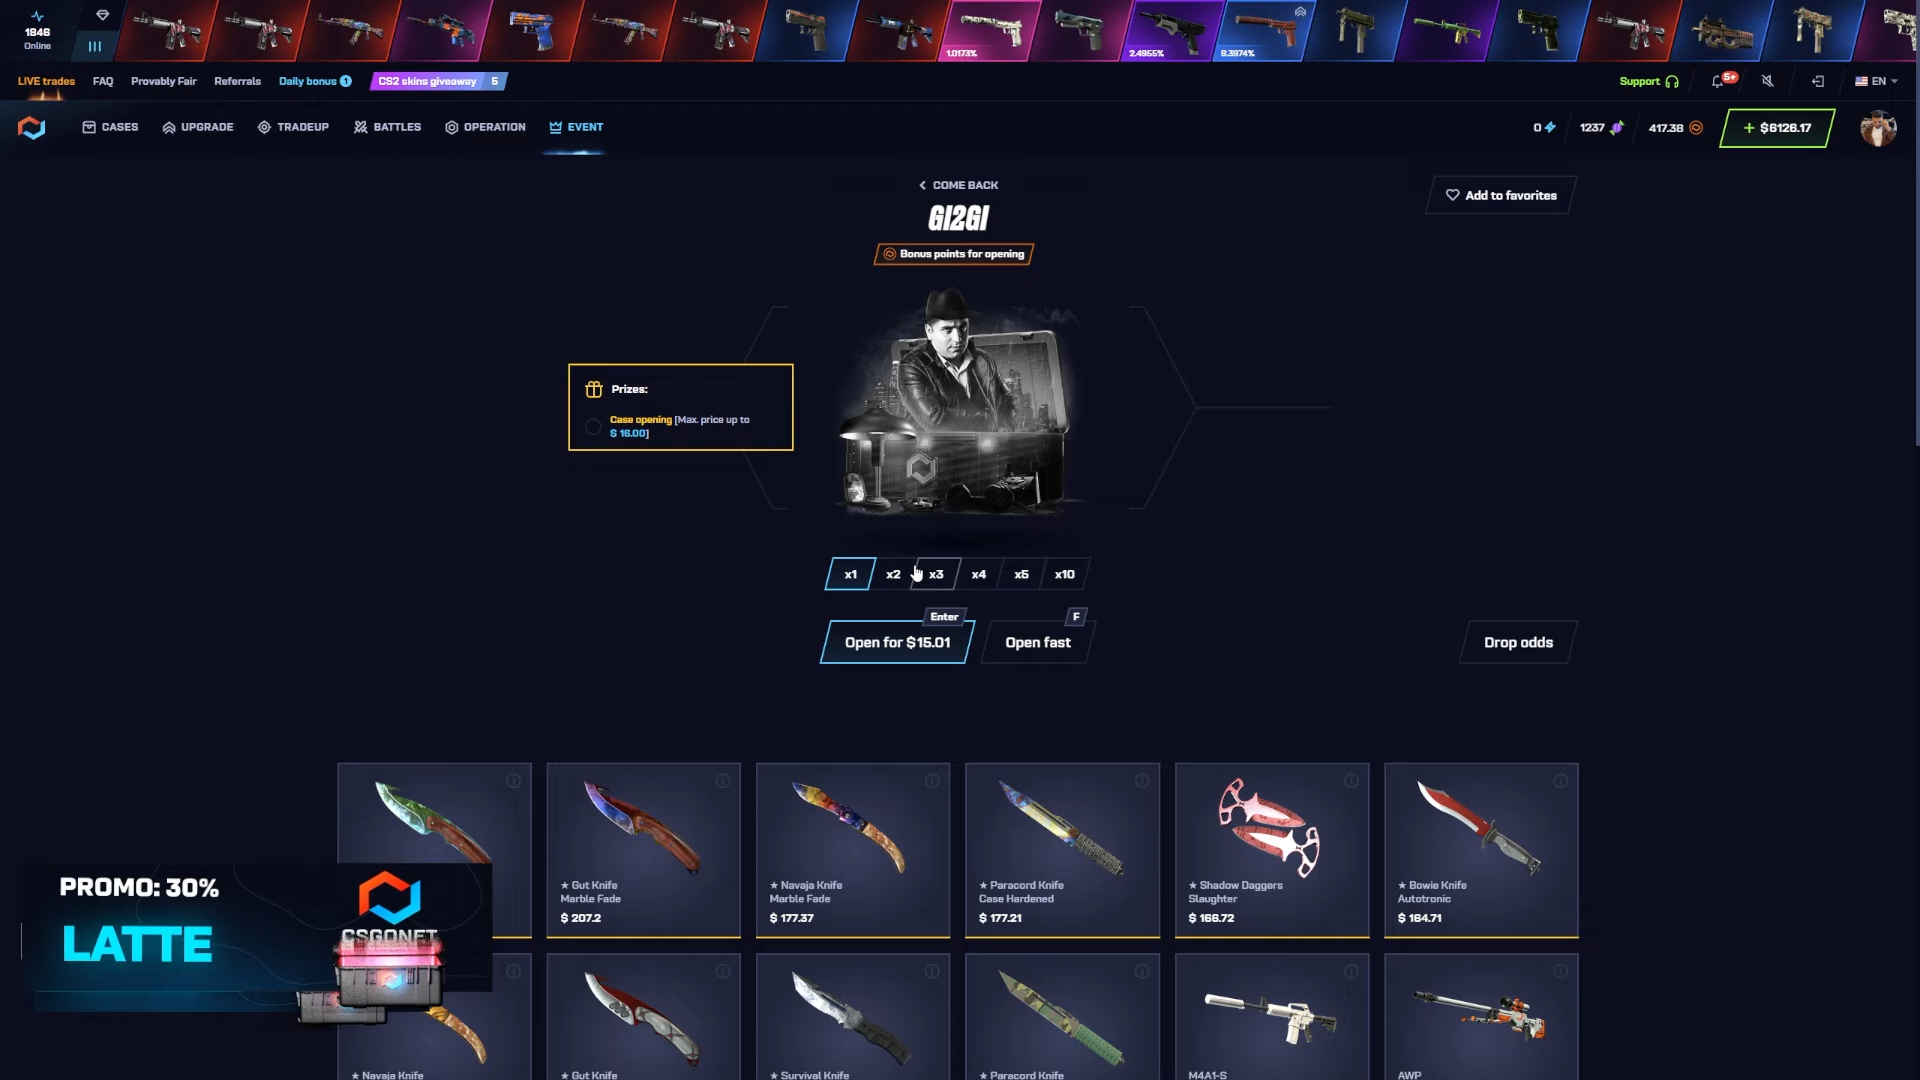 1846
Online
1.0173%
2.4955%
8.3974%
LIVE trades
FAQ
Provably Fair
Referrals
Daily bonus 1
CS2 skins giveaway 5
Support
5+
EN
CASES
UPGRADE
TRADEUP
BATTLES
OPERATION
EVENT
0
1237
417.38
+ $6126.17
COME BACK
Add to favorites
GI2GI
Bonus points for opening
Prizes:
Case opening [Max. price up to
$ 16.00]
x1
x2
x3
x4
x5
x10
Enter
F
Open for $15.01
Open fast
Drop odds
★ Gut Knife
Marble Fade
$ 207.2
★ Navaja Knife
Marble Fade
$ 177.37
★ Paracord Knife
Case Hardened
$ 177.21
★ Shadow Daggers
Slaughter
$ 166.72
★ Bowie Knife
Autotronic
$ 164.71
PROMO: 30%
LATTE
CSGONET
★ Navaja Knife
★ Gut Knife
★ Survival Knife
★ Paracord Knife
M4A1-S
AWP